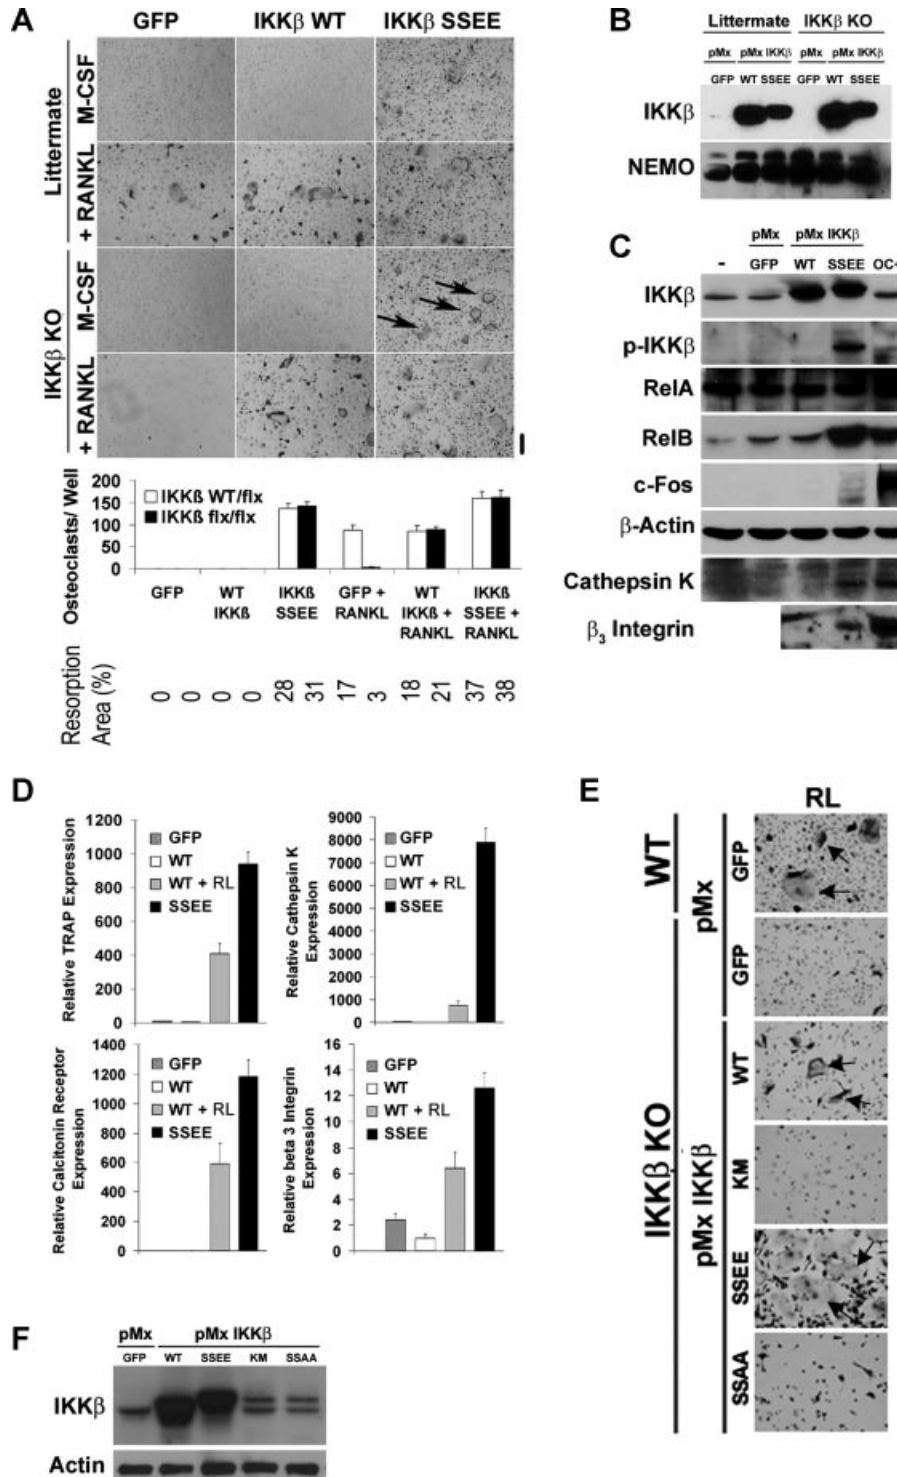 A
GFP IKKβ WT IKKβ SSEE
Littermate
M-CSF
+ RANKL
IKKβ KO
M-CSF
+ RANKL
Osteoclasts/ Well
200
150
100
50
0
IKKß WT/flx
IKKß flx/flx
GFP
WT IKKß
IKKß SSEE
GFP + RANKL
WT IKKß + RANKL
IKKß SSEE + RANKL
Resorption Area (%)
0 0 0 0 28 31 17 3 18 21 37 38
B
Littermate IKKβ KO
pMx pMx IKKβ pMx pMx IKKβ
GFP WT SSEE GFP WT SSEE
IKKβ
NEMO
C
pMx pMx IKKβ
- GFP WT SSEE OC+
IKKβ
p-IKKβ
RelA
RelB
c-Fos
β-Actin
Cathepsin K
β3 Integrin
D
Relative TRAP Expression
1200
1000
800
600
400
200
0
GFP
WT
WT + RL
SSEE
Relative Cathepsin K Expression
9000
8000
7000
6000
5000
4000
3000
2000
1000
0
GFP
WT
WT + RL
SSEE
Relative Calcitonin Receptor Expression
1400
1200
1000
800
600
400
200
0
GFP
WT
WT + RL
SSEE
Relative beta 3 Integrin Expression
16
14
12
10
8
6
4
2
0
GFP
WT
WT + RL
SSEE
E
RL
WT
IKKβ KO
pMx
pMx IKKβ
GFP
GFP
WT
KM
SSEE
SSAA
F
pMx pMx IKKβ
GFP WT SSEE KM SSAA
IKKβ
Actin